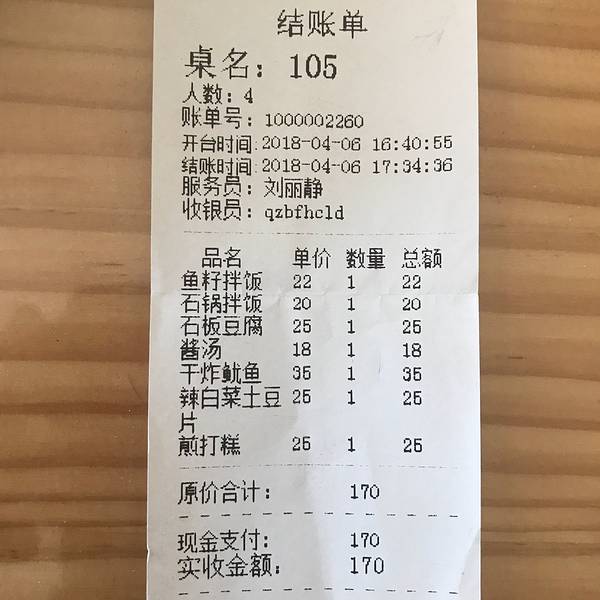 结账单
桌名： 105
人数：4
账单号：1000002260
开台时间:2018-04-06 16:40:55
结账时间:2018-04-06 17:34:36
服务员：刘丽静
收银员：qzbfhcld
品名 单价 数量 总额
鱼籽拌饭 22 1 22
石锅拌饭 20 1 20
石板豆腐 25 1 25
酱汤 18 1 18
干炸鱿鱼 35 1 35
辣白菜土豆 25 1 25
片
煎打糕 25 1 25
原价合计： 170
现金支付: 170
实收金额： 170